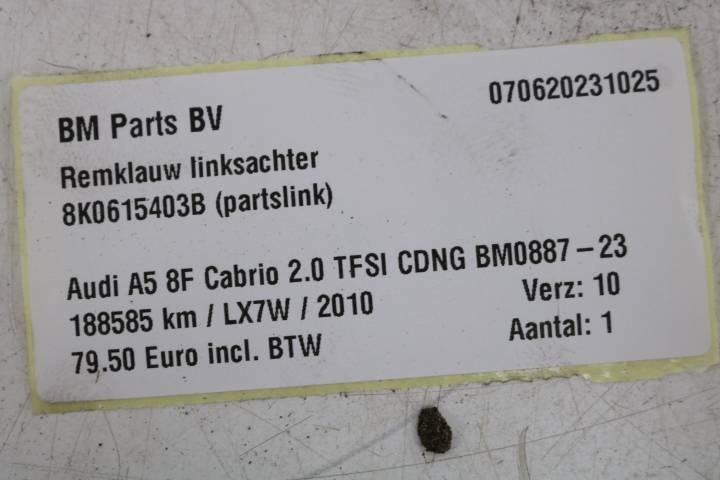 070620231025
BM Parts BV
Remklauw linksachter
8K0615403B (partslink)
Audi A5 8F Cabrio 2.0 TFSI CDNG BM0887-23
188585 km / LX7W / 2010 Verz: 10
79.50 Euro incl. BTW Aantal: 1